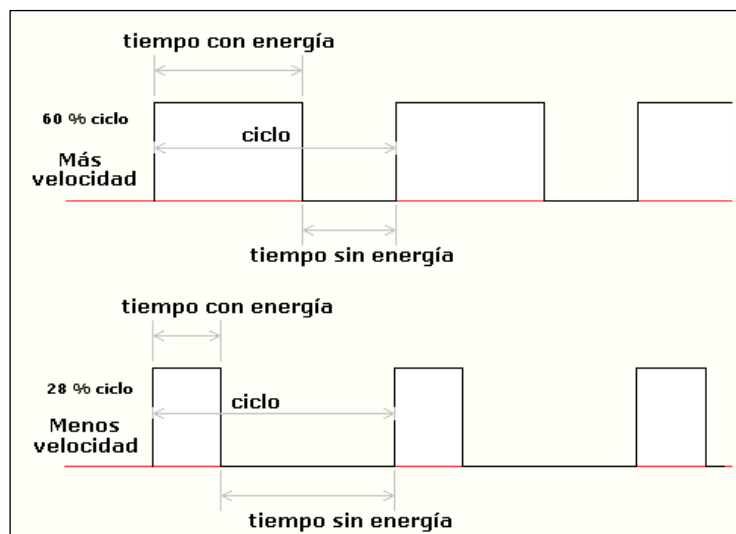 tiempo con energía
60 % ciclo
ciclo
Más
velocidad
tiempo sin energía
tiempo con energía
28 % ciclo
ciclo
Menos
velocidad
tiempo sin energía